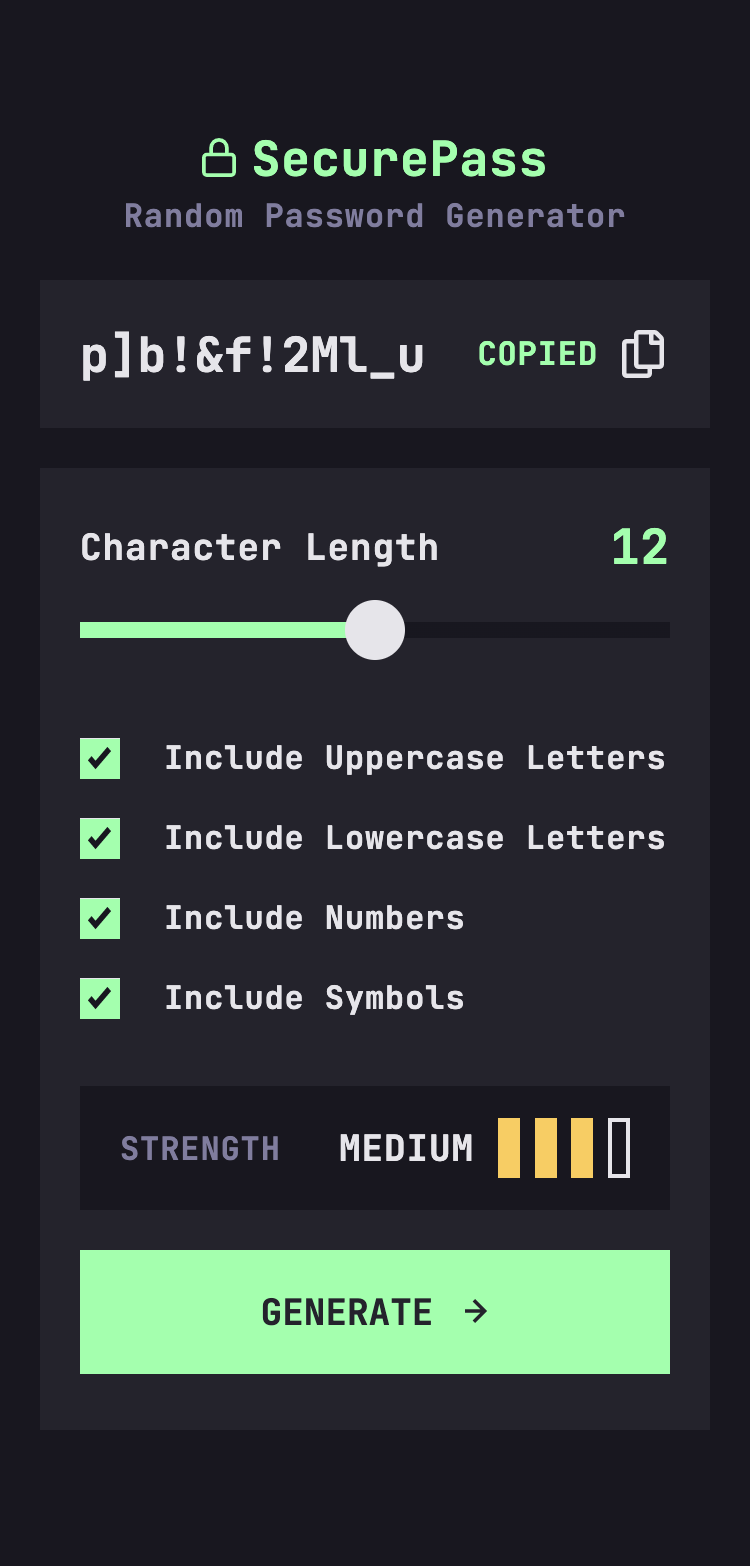 SecurePass
Random Password Generator
p]b!&f!2Ml_u COPIED
Character Length 12
Include Uppercase Letters
Include Lowercase Letters
Include Numbers
Include Symbols
STRENGTH MEDIUM
GENERATE →